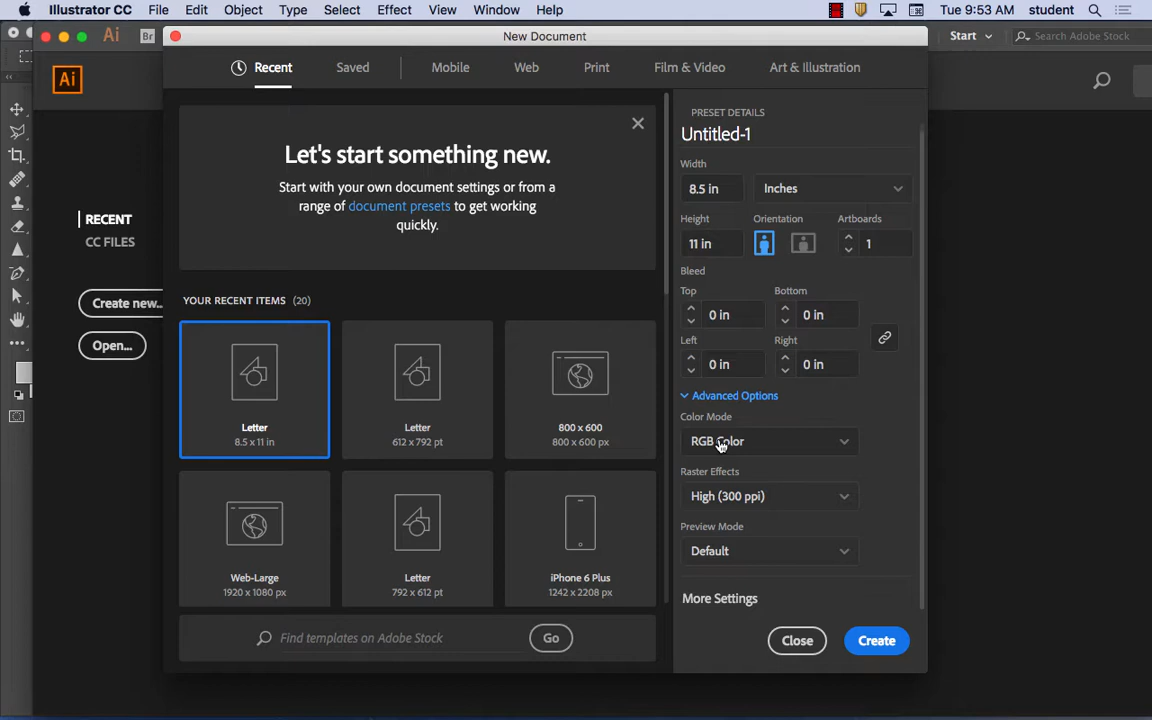 Illustrator CC File Edit Object Type Select Effect View Window Help Tue 9:53 AM student
Ai Br New Document Start Search Adobe Stock
Ai
Recent Saved Mobile Web Print Film & Video Art & Illustration
RECENT
CC FILES
Create new...
Open...
Let's start something new.
Start with your own document settings or from a
range of document presets to get working
quickly.
YOUR RECENT ITEMS (20)
Letter
8.5 x 11 in
Letter
612 x 792 pt
800 x 600
800 x 600 px
Web-Large
1920 x 1080 px
Letter
792 x 612 pt
iPhone 6 Plus
1242 x 2208 px
Find templates on Adobe Stock Go
PRESET DETAILS
Untitled-1
Width
8.5 in Inches
Height Orientation Artboards
11 in 1
Bleed
Top Bottom
0 in 0 in
Left Right
0 in 0 in
Advanced Options
Color Mode
RGB Color
Raster Effects
High (300 ppi)
Preview Mode
Default
More Settings
Close Create